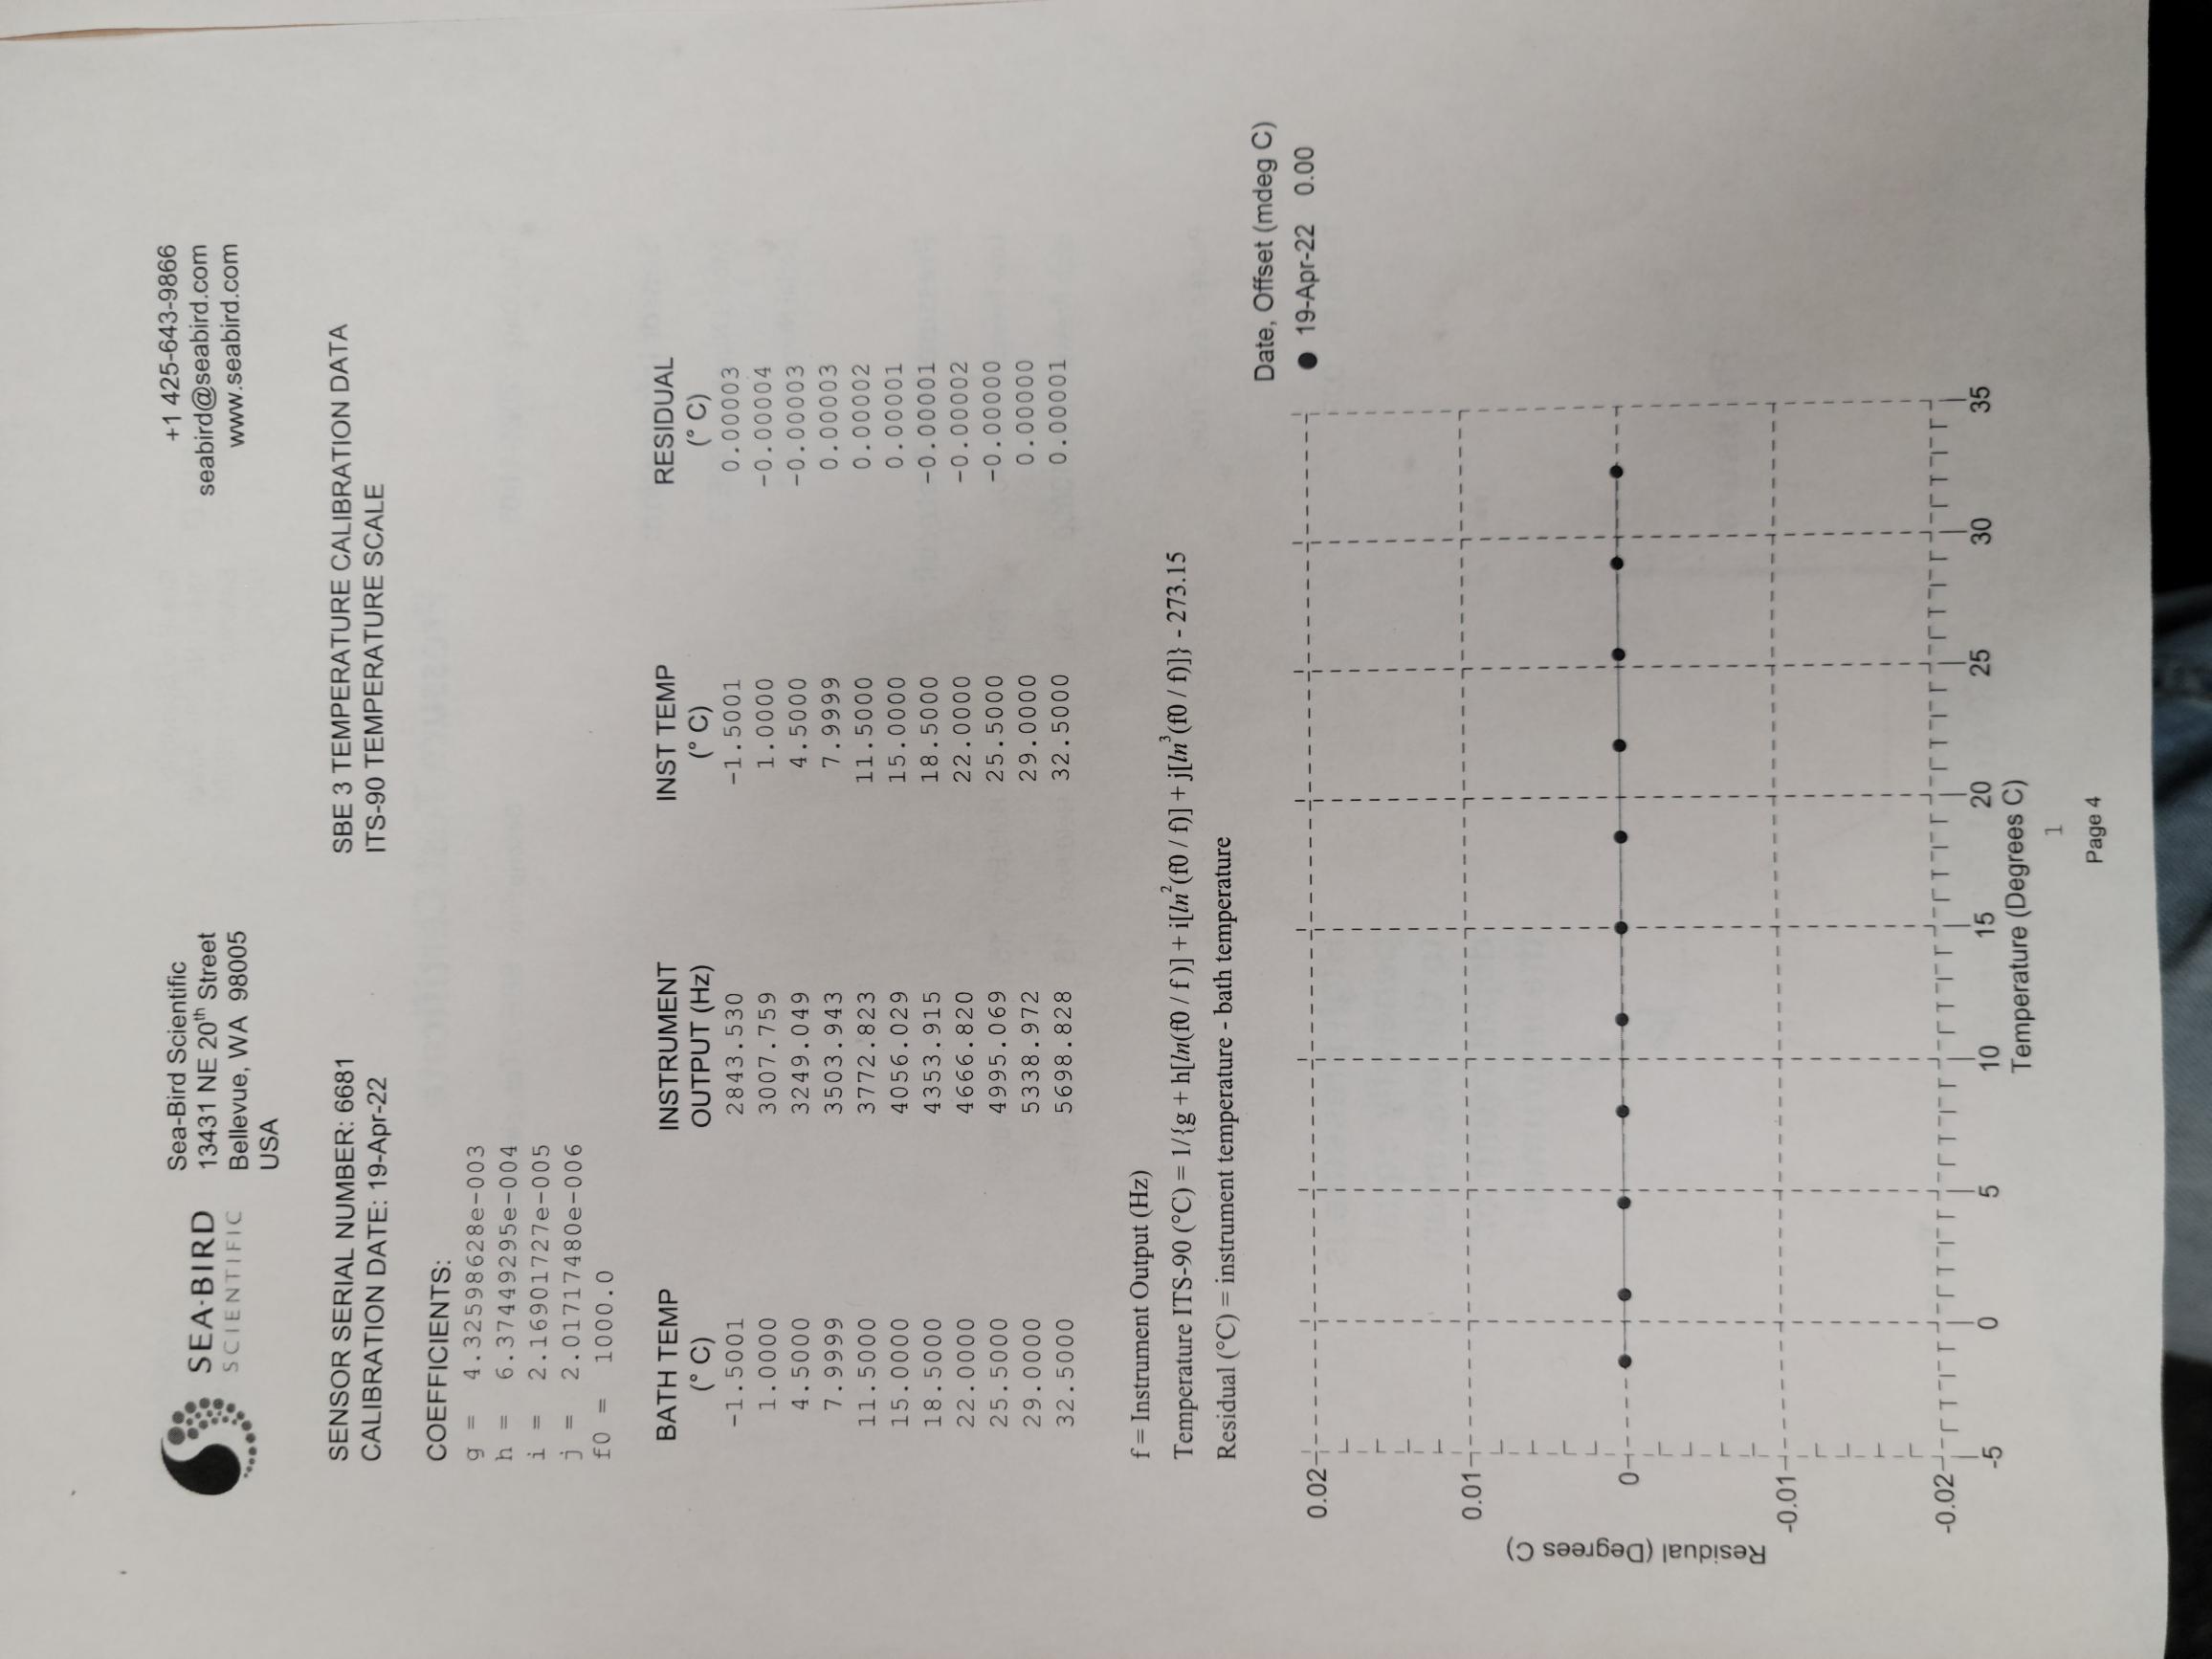 SEA·BIRD
SCIENTIFIC
Sea-Bird Scientific
13431 NE 20th Street
Bellevue, WA 98005
USA
+1 425-643-9866
seabird@seabird.com
www.seabird.com
SENSOR SERIAL NUMBER: 6681
CALIBRATION DATE: 19-Apr-22
SBE 3 TEMPERATURE CALIBRATION DATA
ITS-90 TEMPERATURE SCALE
COEFFICIENTS:
g = 4.32598628e-003
h = 6.37449295e-004
i = 2.16901727e-005
j = 2.01717480e-006
f0 = 1000.0
BATH TEMP INSTRUMENT INST TEMP RESIDUAL
(° C) OUTPUT (Hz) (° C) (° C)
-1.5001 2843.530 -1.5001 0.00003
1.0000 3007.759 1.0000 -0.00004
4.5000 3249.049 4.5000 -0.00003
7.9999 3503.943 7.9999 0.00003
11.5000 3772.823 11.5000 0.00002
15.0000 4056.029 15.0000 0.00001
18.5000 4353.915 18.5000 -0.00001
22.0000 4666.820 22.0000 -0.00002
25.5000 4995.069 25.5000 -0.00000
29.0000 5338.972 29.0000 0.00000
32.5000 5698.828 32.5000 0.00001
f = Instrument Output (Hz)
Temperature ITS-90 (°C) = 1/{g + h[ln(f0 / f )] + i[ln²(f0 / f)] + j[ln³(f0 / f)]} - 273.15
Residual (°C) = instrument temperature - bath temperature
Date, Offset (mdeg C)
19-Apr-22 0.00
0.02
0.01
0
-0.01
-0.02
Residual (Degrees C)
-5 0 5 10 15 20 25 30 35
Temperature (Degrees C)
1
Page 4